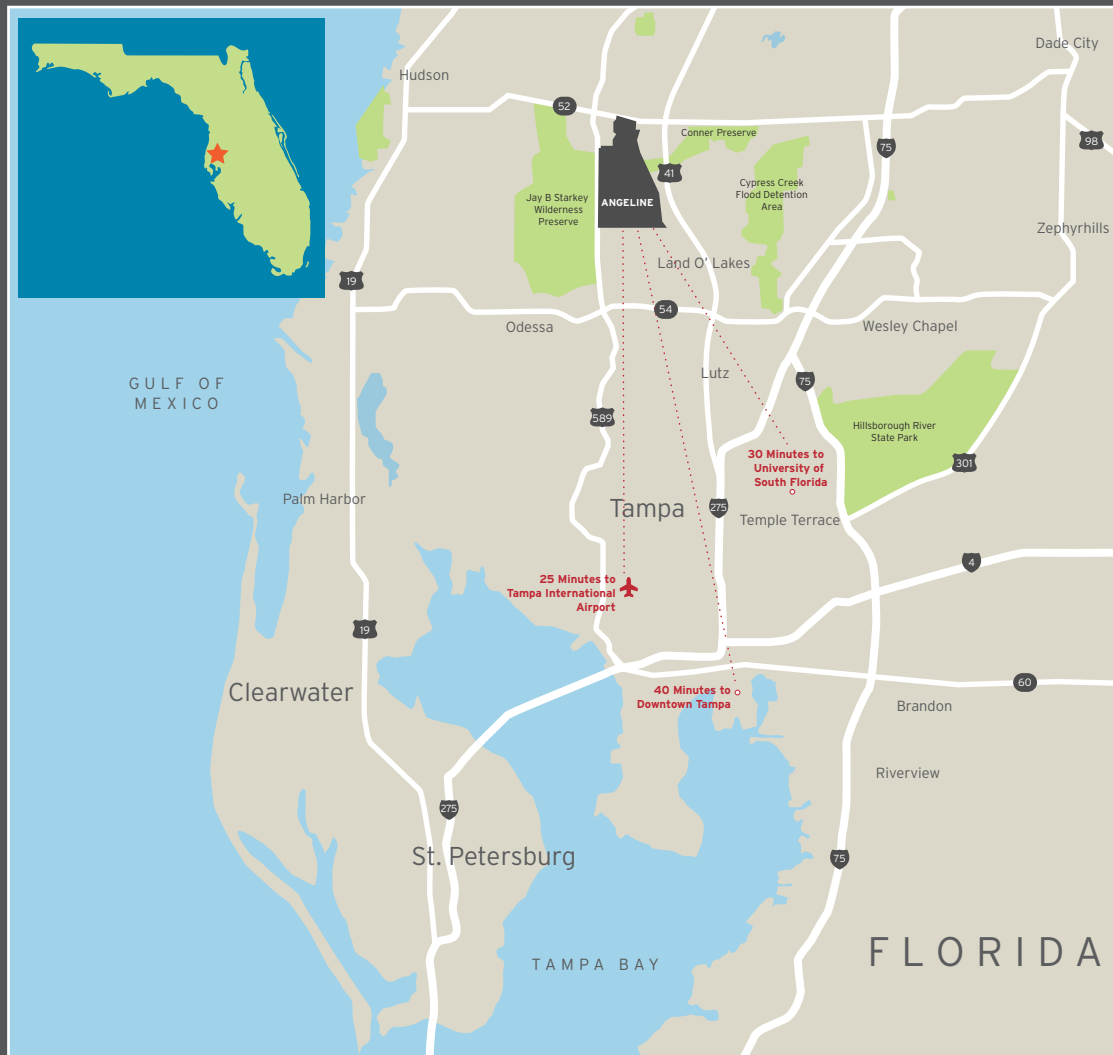 Dade City
Hudson
52
Conner Preserve
98
75
41
Jay B Starkey
Wilderness
Preserve
ANGELINE
Cypress Creek
Flood Detention
Area
Zephyrhills
Land O' Lakes
19
54
Odessa
Wesley Chapel
GULF OF
MEXICO
Lutz
75
589
Hillsborough River
State Park
30 Minutes to
University of
South Florida
301
Palm Harbor
Tampa
275
Temple Terrace
4
25 Minutes to
Tampa International
Airport
19
Clearwater
40 Minutes to
Downtown Tampa
60
Brandon
Riverview
275
St. Petersburg
75
FLORIDA
TAMPA BAY